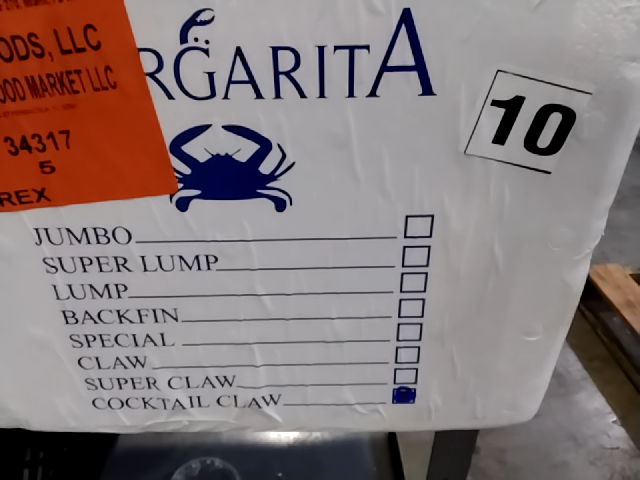 ODS, LLC
OOD MARKET LLC
34317
5
REX
RGARITA
10
JUMBO
SUPER LUMP
LUMP
BACKFIN
SPECIAL
CLAW
SUPER CLAW
COCKTAIL CLAW